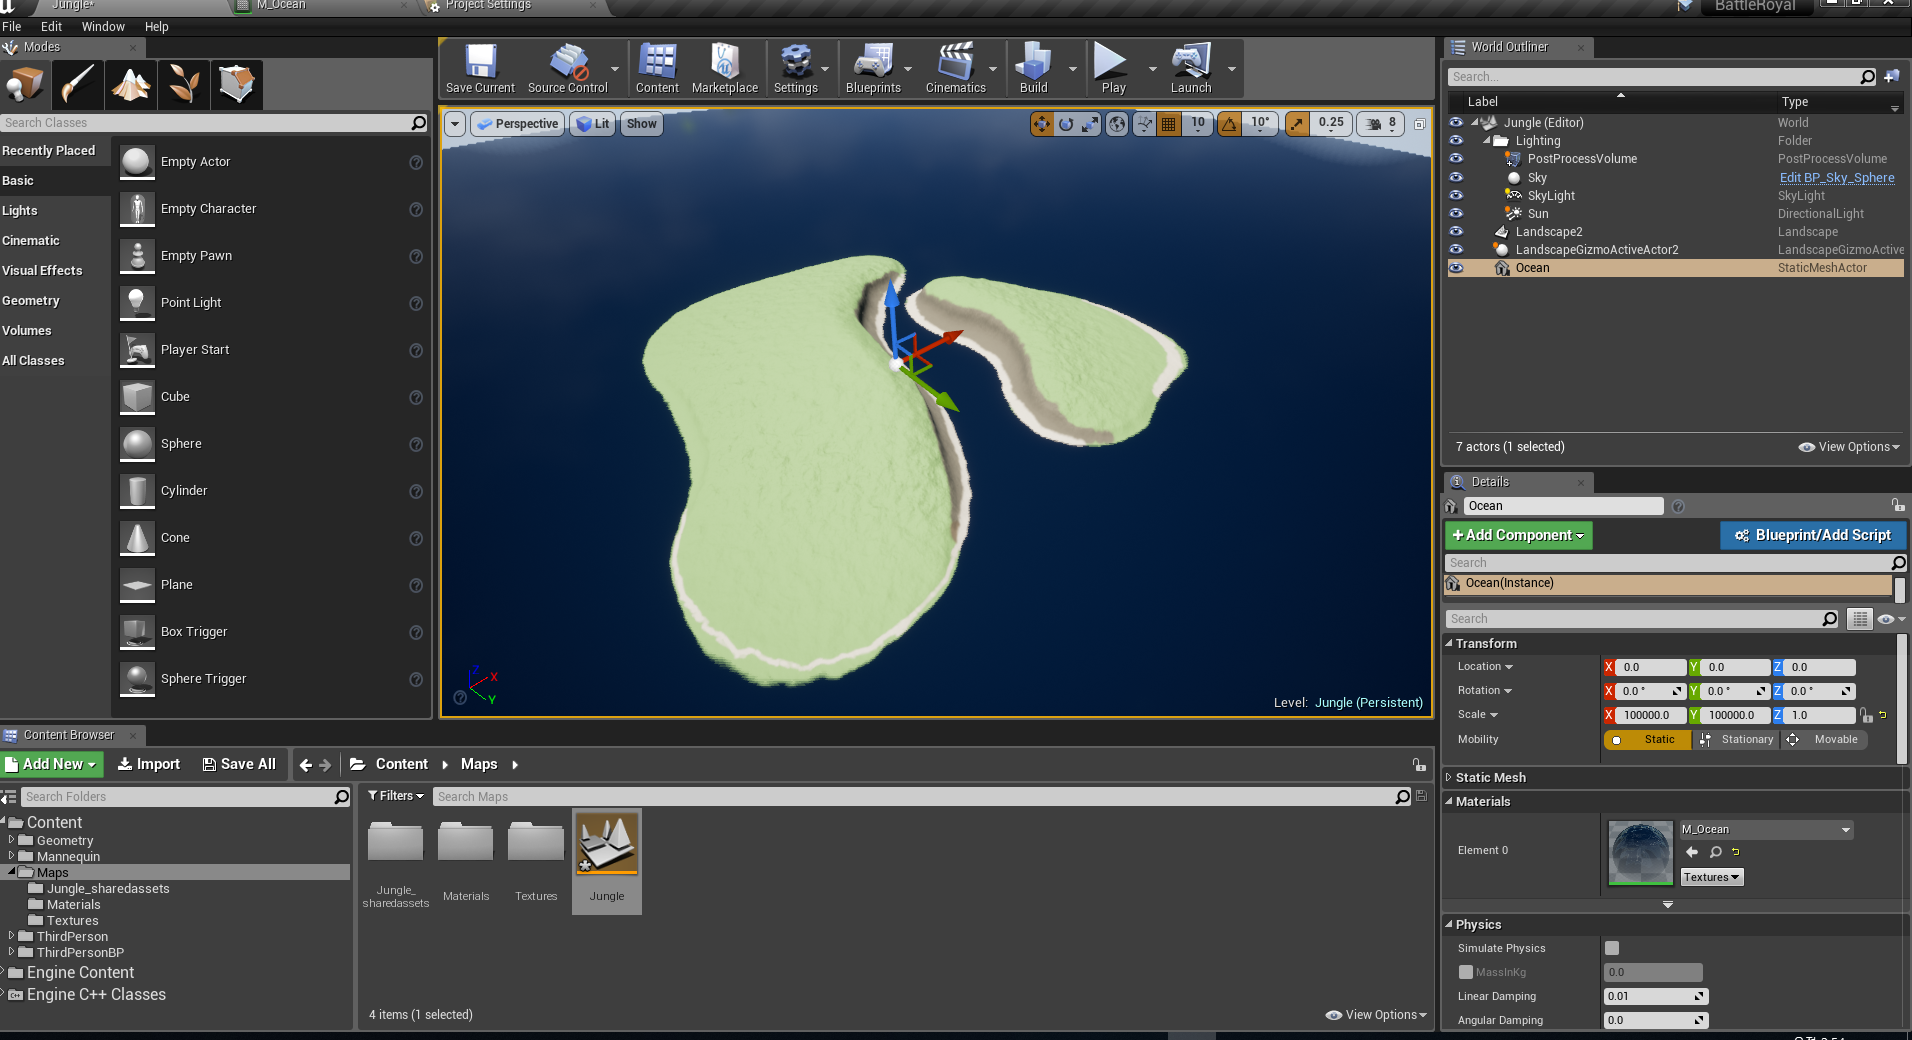 Jungle*
M_Ocean
Project Settings
BattleRoyal
File Edit Window Help
Modes
Search Classes
Recently Placed
Basic
Lights
Cinematic
Visual Effects
Geometry
Volumes
All Classes
Empty Actor
Empty Character
Empty Pawn
Point Light
Player Start
Cube
Sphere
Cylinder
Cone
Plane
Box Trigger
Sphere Trigger
Save Current
Source Control
Content
Marketplace
Settings
Blueprints
Cinematics
Build
Play
Launch
Perspective
Lit
Show
10
10°
0.25
8
Z
X
Y
Level: Jungle (Persistent)
World Outliner
Search...
Label Type
Jungle (Editor) World
Lighting Folder
PostProcessVolume PostProcessVolume
Sky Edit BP_Sky_Sphere
SkyLight SkyLight
Sun DirectionalLight
Landscape2 Landscape
LandscapeGizmoActiveActor2 LandscapeGizmoActive
Ocean StaticMeshActor
7 actors (1 selected)
View Options
Details
Ocean
+Add Component
Blueprint/Add Script
Search
Ocean(Instance)
Search
Transform
Location X 0.0 Y 0.0 Z 0.0
Rotation X 0.0 ° Y 0.0 ° Z 0.0 °
Scale X 100000.0 Y 100000.0 Z 1.0
Mobility Static Stationary Movable
Static Mesh
Materials
Element 0
M_Ocean
Textures
Physics
Simulate Physics
MassInKg 0.0
Linear Damping 0.01
Angular Damping 0.0
Content Browser
Add New
Import
Save All
Content
Maps
Search Folders
Content
Geometry
Mannequin
Maps
Jungle_sharedassets
Materials
Textures
ThirdPerson
ThirdPersonBP
Engine Content
Engine C++ Classes
Filters
Search Maps
Jungle_
sharedassets
Materials
Textures
Jungle
4 items (1 selected)
View Options